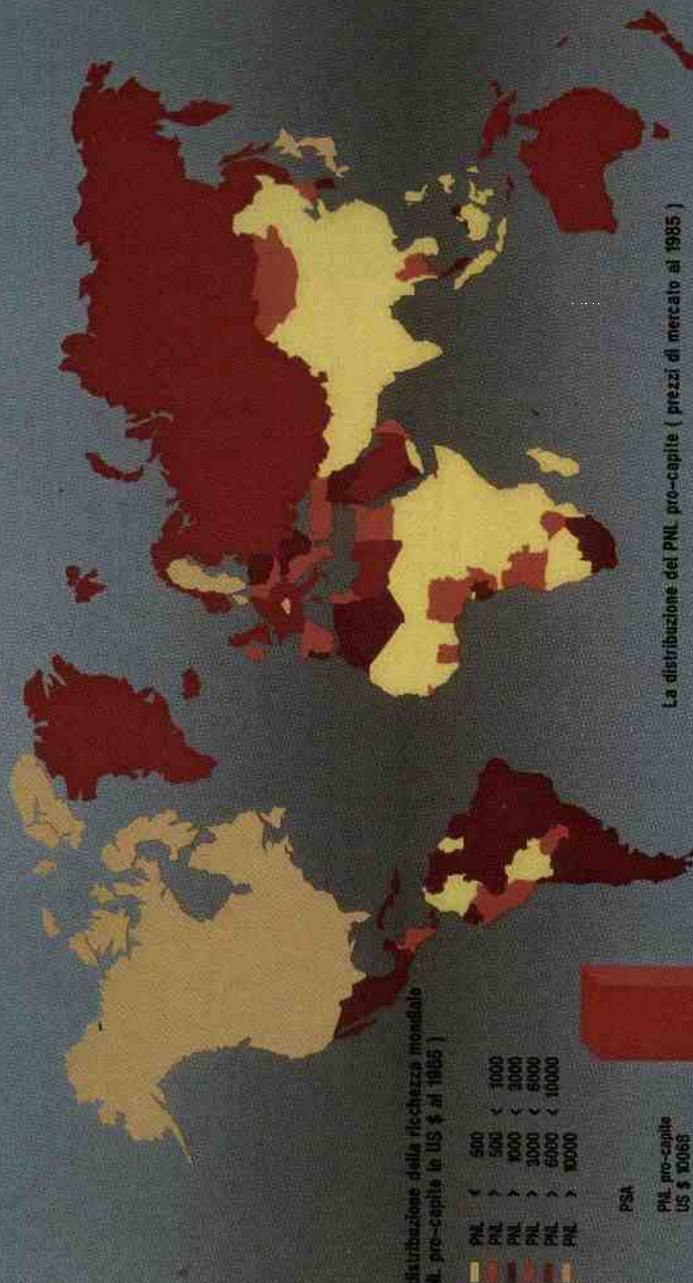 distribuzione della ricchezza mondiale
pro-capite in US $ al 1985 )
PNL < 500
PNL > 500 < 1000
PNL > 1000 < 3000
PNL > 3000 < 6000
PNL > 6000 < 10000
PNL > 10000
PSA
PNL pro-capite
US $ 10068
La distribuzione del PNL pro-capite ( prezzi di mercato al 1985 )